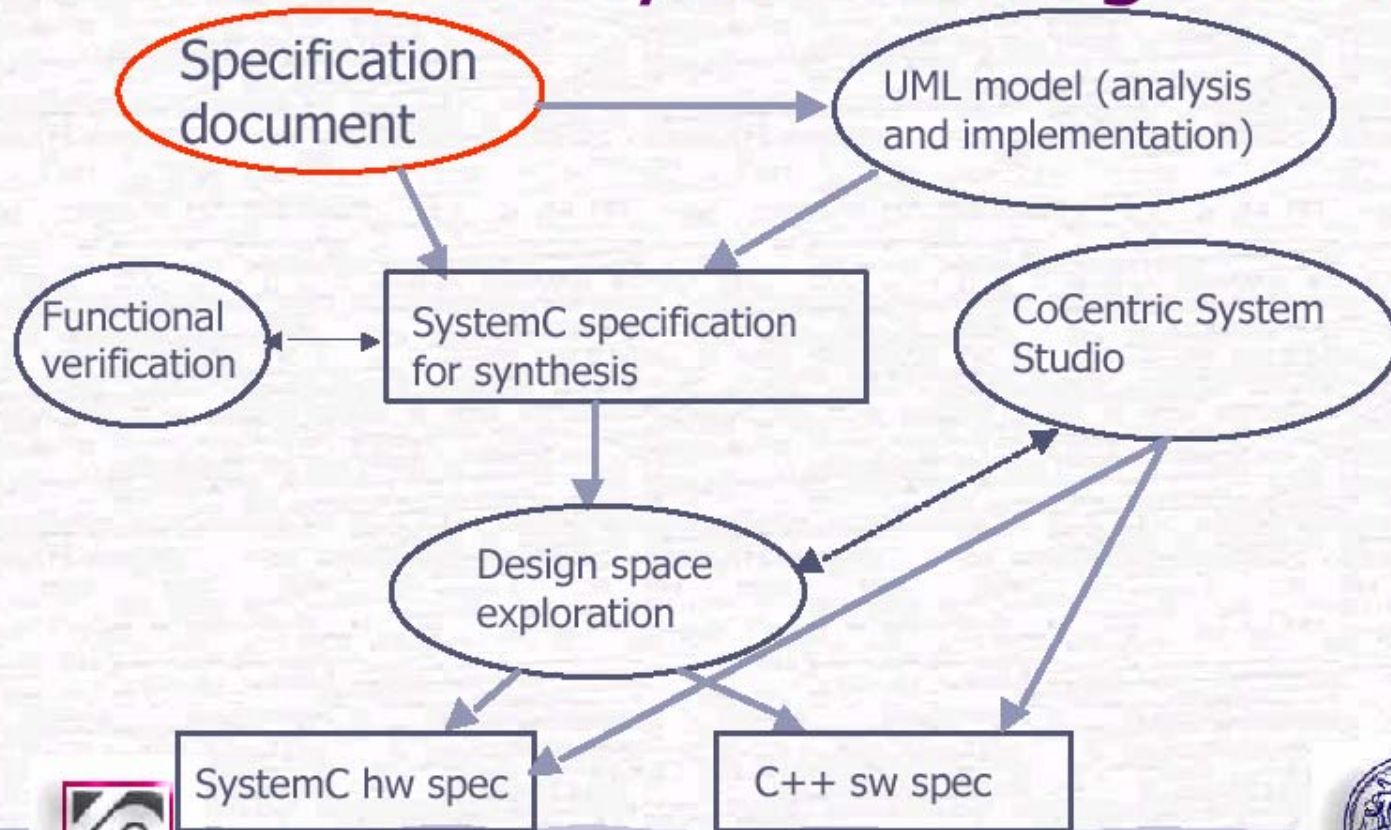 Specification
document
UML model (analysis
and implementation)
Functional
verification
SystemC specification
for synthesis
CoCentric System
Studio
Design space
exploration
SystemC hw spec
C++ sw spec